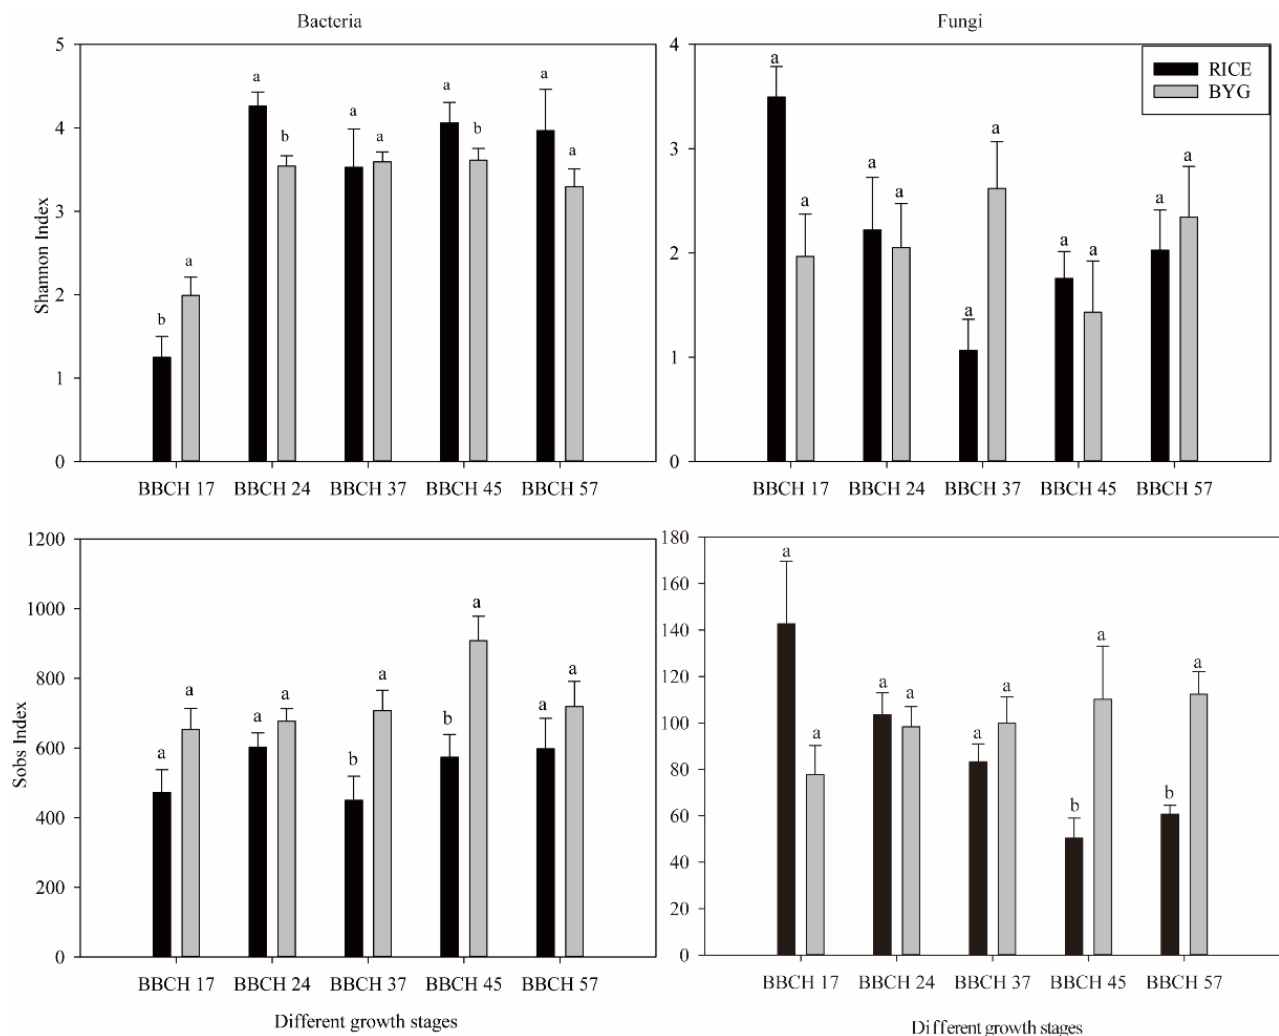 Bacteria
Fungi
Shannon Index
5
4
3
2
1
0
a
b
a
b
a
a
a
b
a
a
BBCH 17 BBCH 24 BBCH 37 BBCH 45 BBCH 57
4
3
2
1
0
RICE
BYG
a
a
a
a
a
a
a
a
a
a
BBCH 17 BBCH 24 BBCH 37 BBCH 45 BBCH 57
Sobs Index
1200
1000
800
600
400
200
0
a
a
a
a
b
a
b
a
a
a
BBCH 17 BBCH 24 BBCH 37 BBCH 45 BBCH 57
Different growth stages
180
160
140
120
100
80
60
40
20
0
a
a
a
a
a
a
b
a
b
a
BBCH 17 BBCH 24 BBCH 37 BBCH 45 BBCH 57
Different growth stages